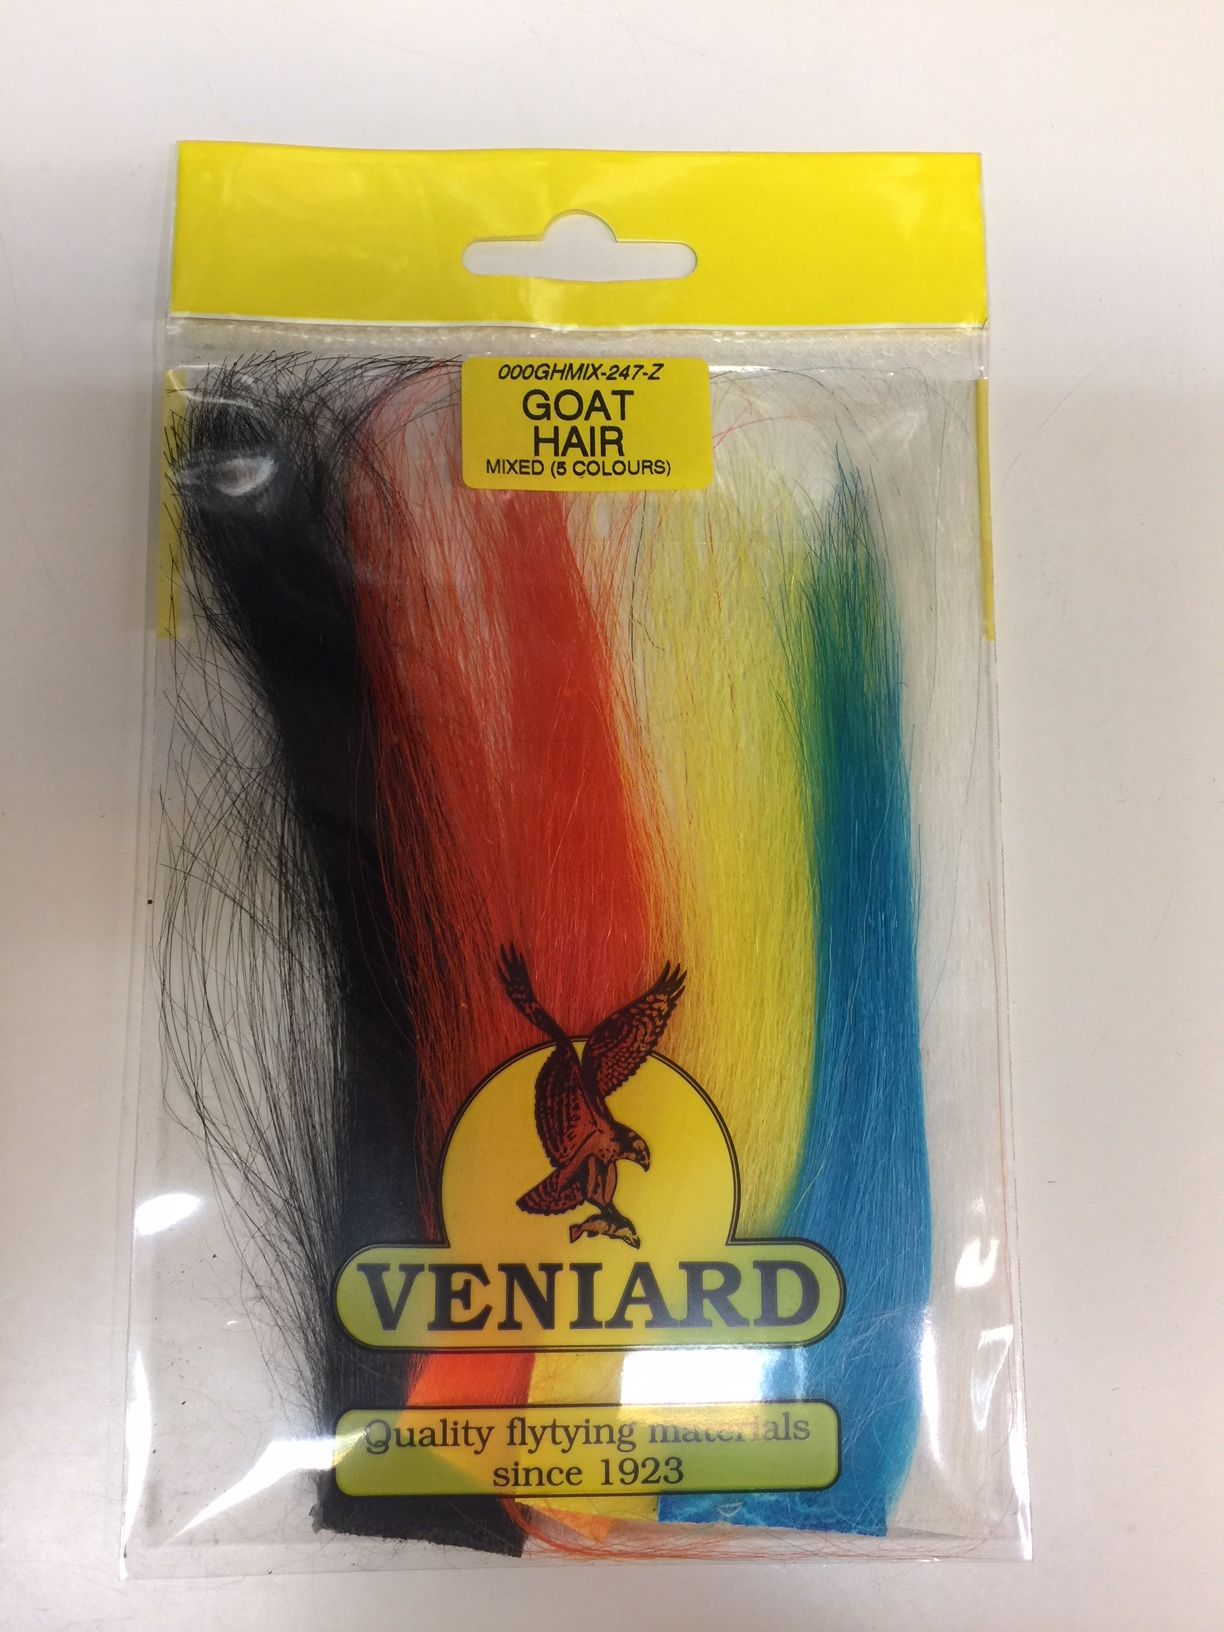 000GHMIX-247-Z
GOAT
HAIR
MIXED (5 COLOURS)
VENIARD
Quality flytying materials
since 1923